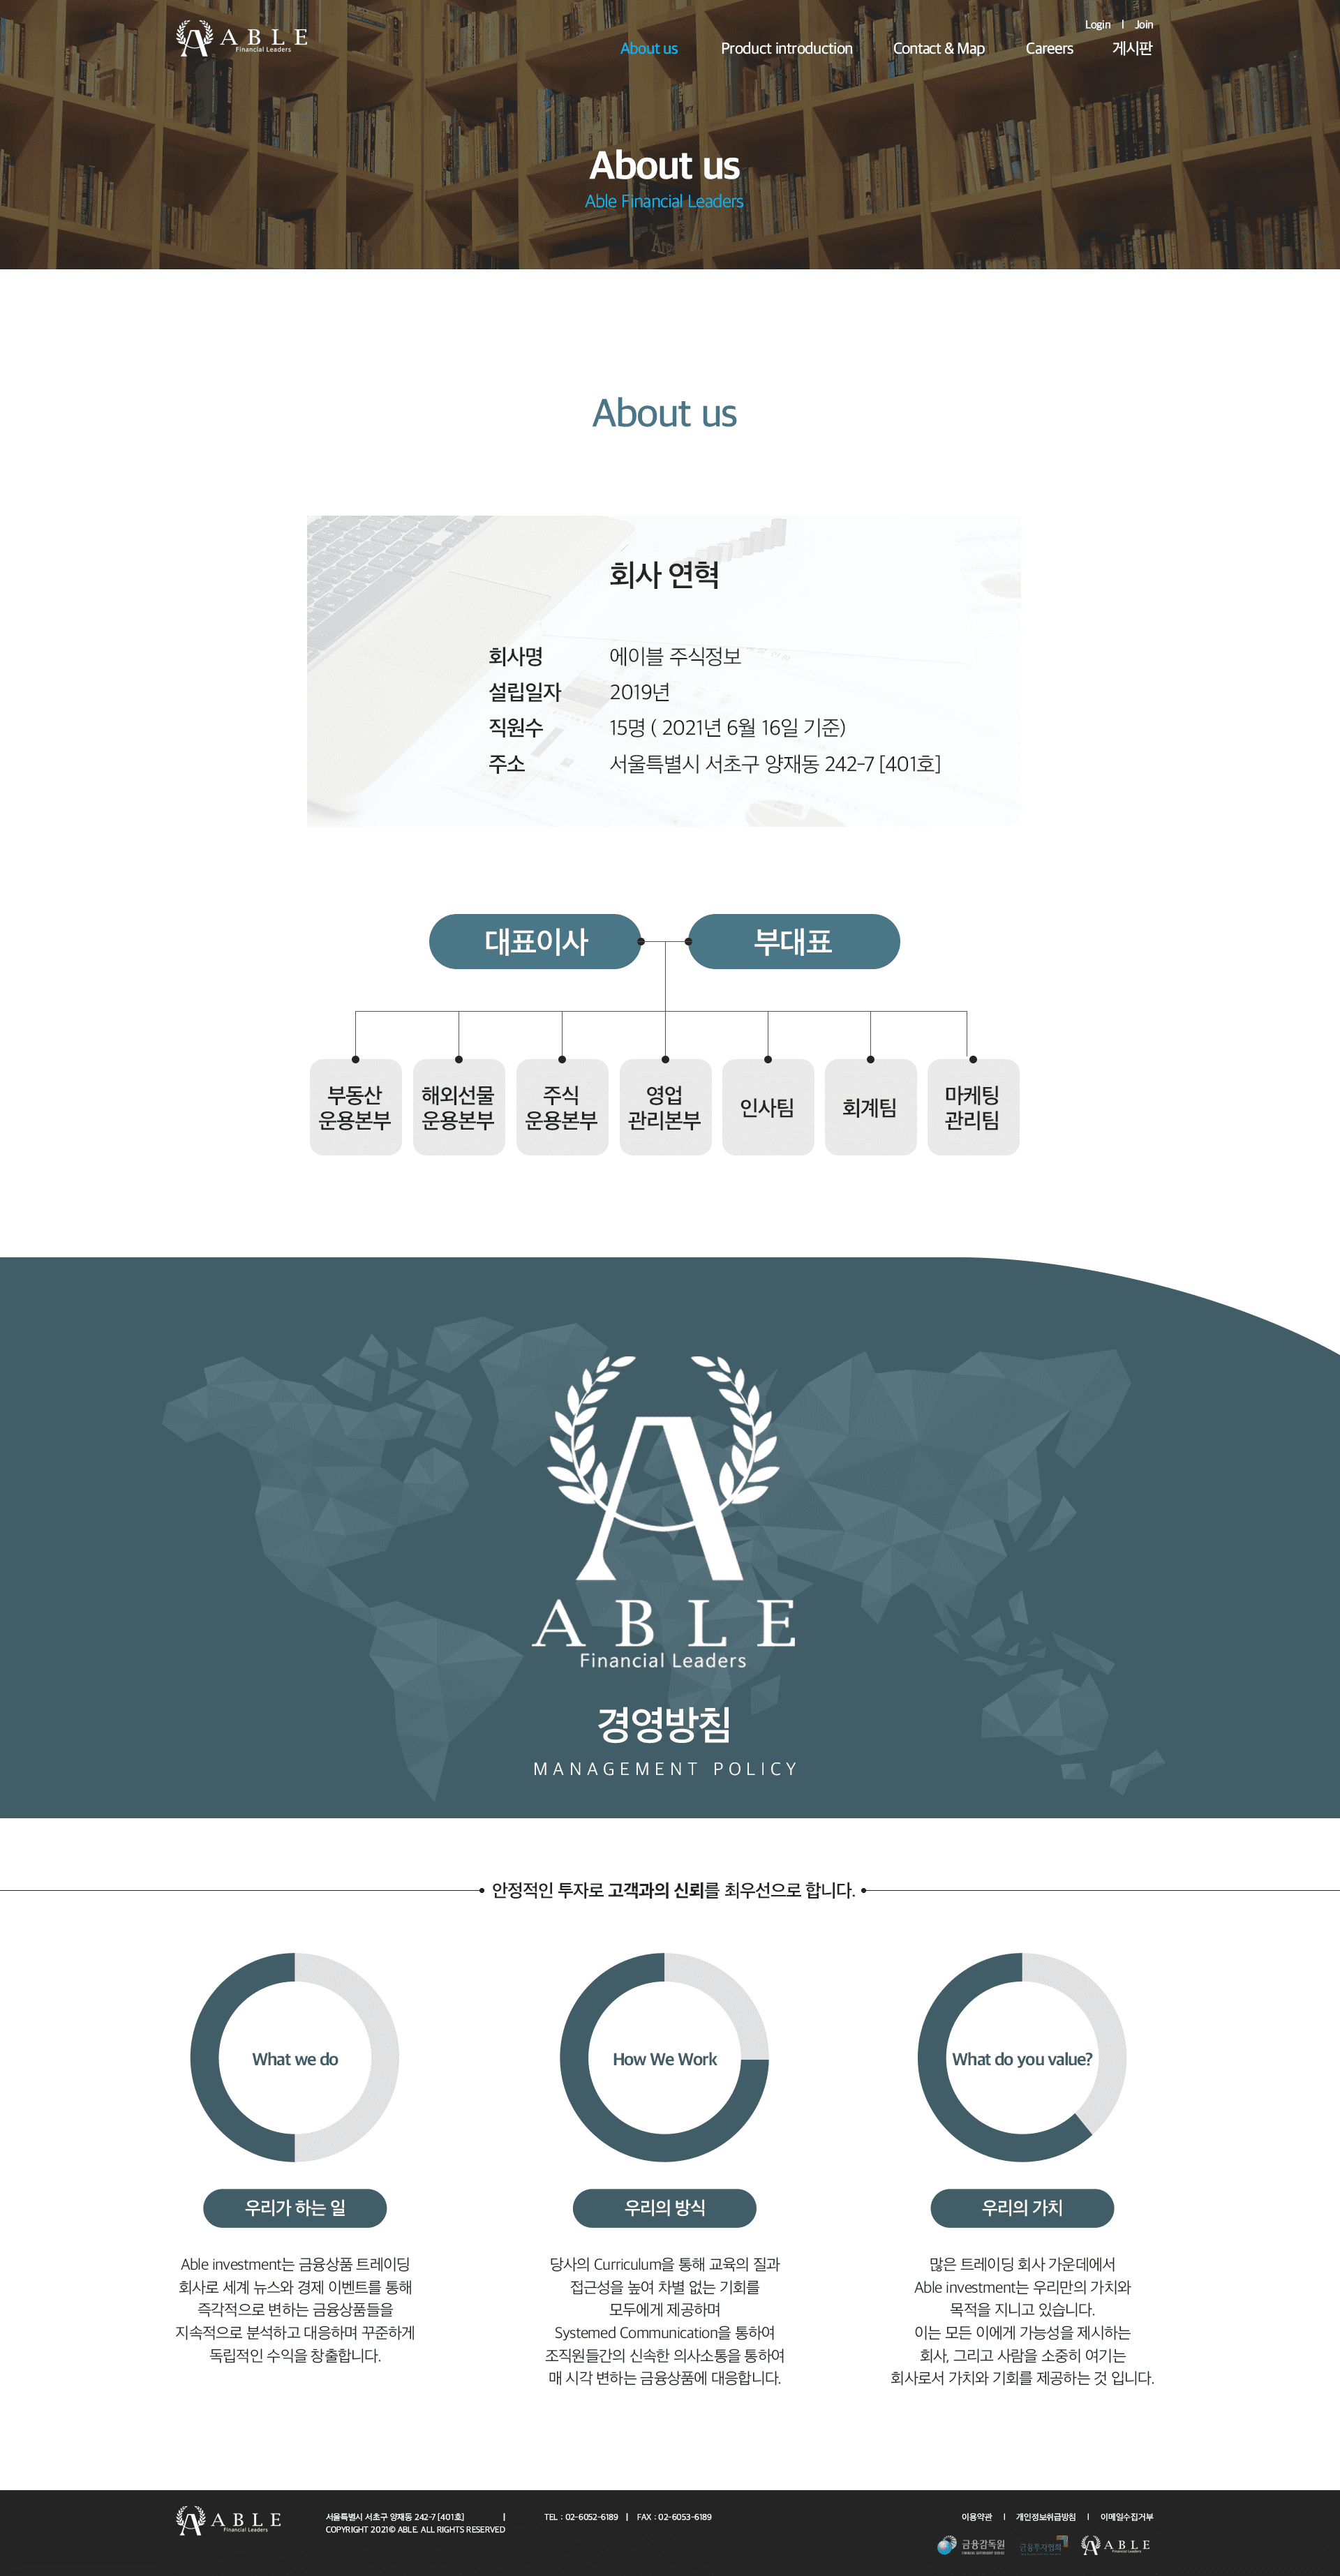 ABLE
Financial Leaders
Login | Join
About us Product introduction Contact & Map Careers 게시판
About us
Able Financial Leaders
About us
회사 연혁
회사명 에이블 주식정보
설립일자 2019년
직원수 15명 ( 2021년 6월 16일 기준)
주소 서울특별시 서초구 양재동 242-7 [401호]
대표이사 부대표
부동산
운용본부
해외선물
운용본부
주식
운용본부
영업
관리본부
인사팀
회계팀
마케팅
관리팀
ABLE
Financial Leaders
경영방침
MANAGEMENT POLICY
안정적인 투자로 고객과의 신뢰를 최우선으로 합니다.
What we do
우리가 하는 일
Able investment는 금융상품 트레이딩
회사로 세계 뉴스와 경제 이벤트를 통해
즉각적으로 변하는 금융상품들을
지속적으로 분석하고 대응하며 꾸준하게
독립적인 수익을 창출합니다.
How We Work
우리의 방식
당사의 Curriculum을 통해 교육의 질과
접근성을 높여 차별 없는 기회를
모두에게 제공하며
Systemed Communication을 통하여
조직원들간의 신속한 의사소통을 통하여
매 시각 변하는 금융상품에 대응합니다.
What do you value?
우리의 가치
많은 트레이딩 회사 가운데에서
Able investment는 우리만의 가치와
목적을 지니고 있습니다.
이는 모든 이에게 가능성을 제시하는
회사, 그리고 사람을 소중히 여기는
회사로서 가치와 기회를 제공하는 것 입니다.
ABLE
Financial Leaders
서울특별시 서초구 양재동 242-7 [401호] | TEL : 02-6052-6189 | FAX : 02-6053-6189
COPYRIGHT 2021© ABLE. ALL RIGHTS RESERVED
이용약관 | 개인정보취급방침 | 이메일수집거부
금융감독원
금융투자협회
ABLE
Financial Leaders